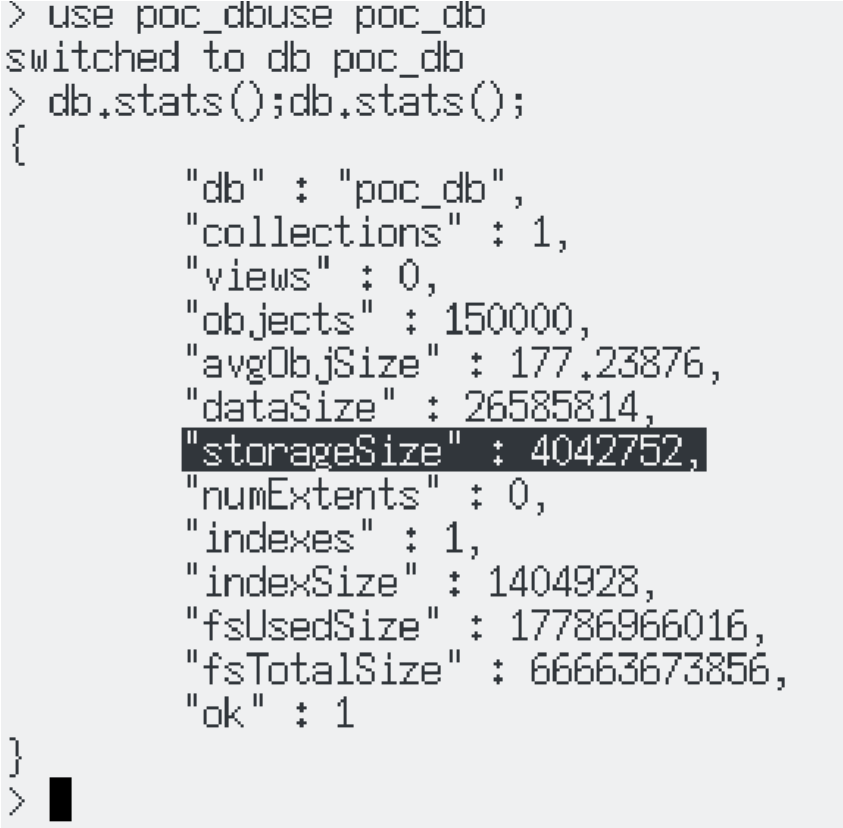 > use poc_dbuse poc_db
switched to db poc_db
> db.stats();db.stats();
{
"db" : "poc_db",
"collections" : 1,
"views" : 0,
"objects" : 150000,
"avgObjSize" : 177.23876,
"dataSize" : 26585814,
"storageSize" : 4042752,
"numExtents" : 0,
"indexes" : 1,
"indexSize" : 1404928,
"fsUsedSize" : 17786966016,
"fsTotalSize" : 66663673856,
"ok" : 1
}
>